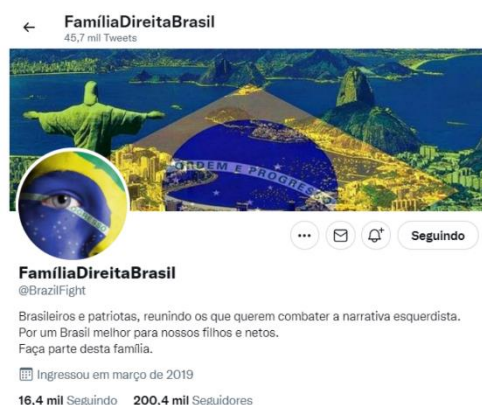 FamíliaDireitaBrasil
45,7 mil Tweets
ORDEM E PROGRESSO
Seguindo
FamíliaDireitaBrasil
@BrazilFight
Brasileiros e patriotas, reunindo os que querem combater a narrativa esquerdista.
Por um Brasil melhor para nossos filhos e netos.
Faça parte desta família.
Ingressou em março de 2019
16.4 mil Seguindo 200.4 mil Seguidores